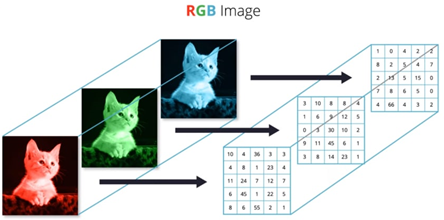 RGB Image
1 0 4 2 2
8 2 5 4 7
2 13 5 15 0
7 8 6 5 0
66 4 3 2
3 10 8 8 4
1 6 5 12 5
0 3 30 10 2
9 11 45 6 1
3 8 14 23 1
10 4 36 3 3
4 8 1 23 4
11 24 7 12 7
6 45 1 22 5
8 6 55 2 1